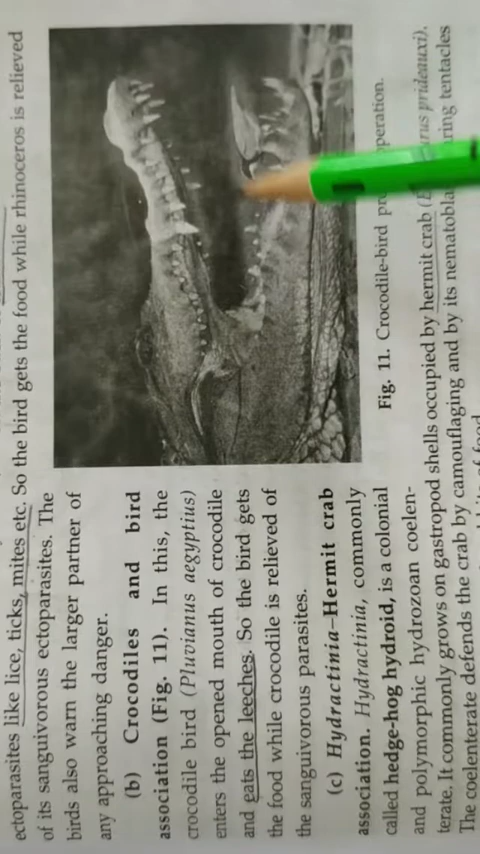 ectoparasites like lice, ticks, mites etc. So the bird gets the food while rhinoceros is relieved
of its sanguivorous ectoparasites. The
birds also warn the larger partner of
any approaching danger.
(b) Crocodiles and bird
association (Fig. 11). In this, the
crocodile bird (Pluvianus aegyptius)
enters the opened mouth of crocodile
and eats the leeches. So the bird gets
the food while crocodile is relieved of
the sanguivorous parasites.
Fig. 11. Crocodile-bird
(c) Hydractinia–Hermit crab
association. Hydractinia, commonly
called hedge-hog hydroid, is a colonial
and polymorphic hydrozoan coelen-
terate. It commonly grows on gastropod shells occupied by hermit crab prideauxi).
The coelenterate defends the crab by camouflaging and by its tentacles